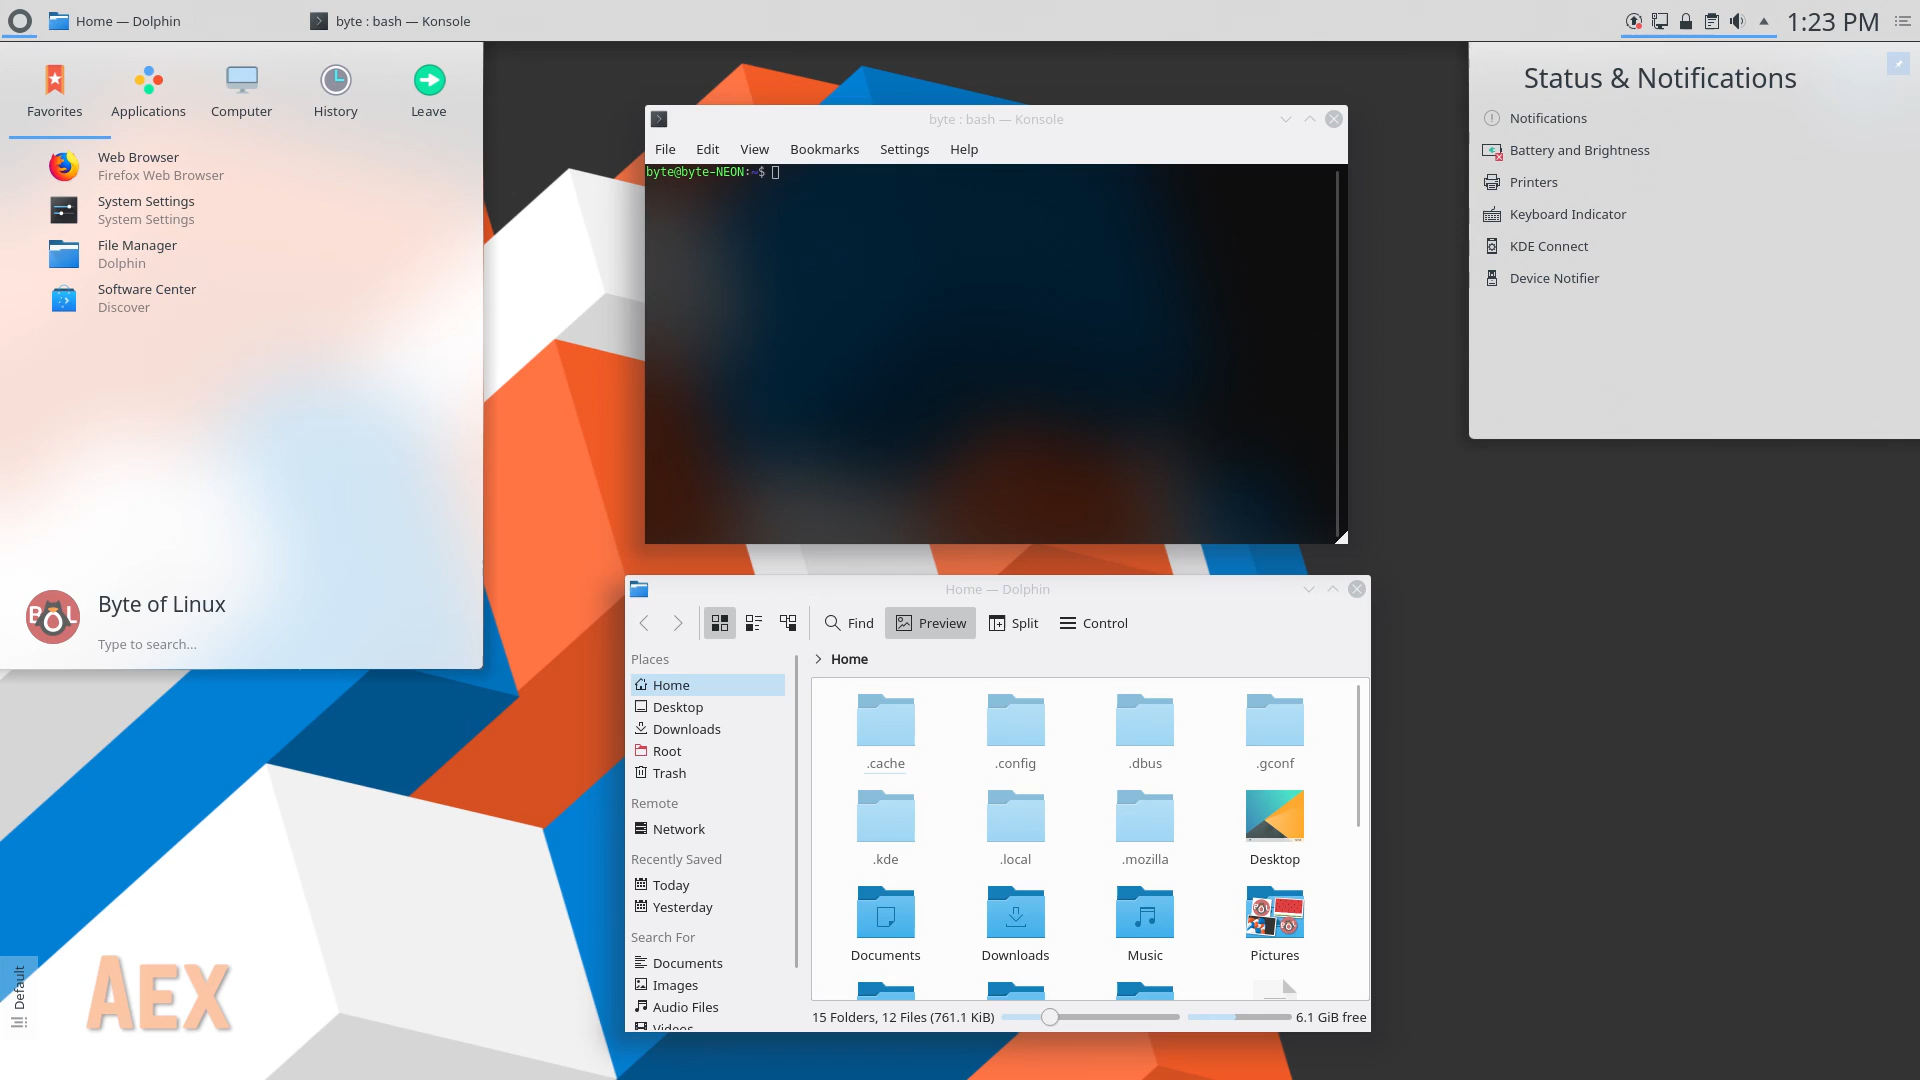 Home — Dolphin
byte : bash — Konsole
1:23 PM
Favorites
Applications
Computer
History
Leave
Web Browser
Firefox Web Browser
System Settings
System Settings
File Manager
Dolphin
Software Center
Discover
BOL
Byte of Linux
Type to search...
Default
AEX
byte : bash — Konsole
File Edit View Bookmarks Settings Help
byte@byte-NEON:~$
Home — Dolphin
Find
Preview
Split
Control
Places
Home
Desktop
Downloads
Root
Trash
Remote
Network
Recently Saved
Today
Yesterday
Search For
Documents
Images
Audio Files
Videos
> Home
.cache
.config
.dbus
.gconf
.kde
.local
.mozilla
Desktop
Documents
Downloads
Music
Pictures
15 Folders, 12 Files (761.1 KiB)
6.1 GiB free
Status & Notifications
Notifications
Battery and Brightness
Printers
Keyboard Indicator
KDE Connect
Device Notifier